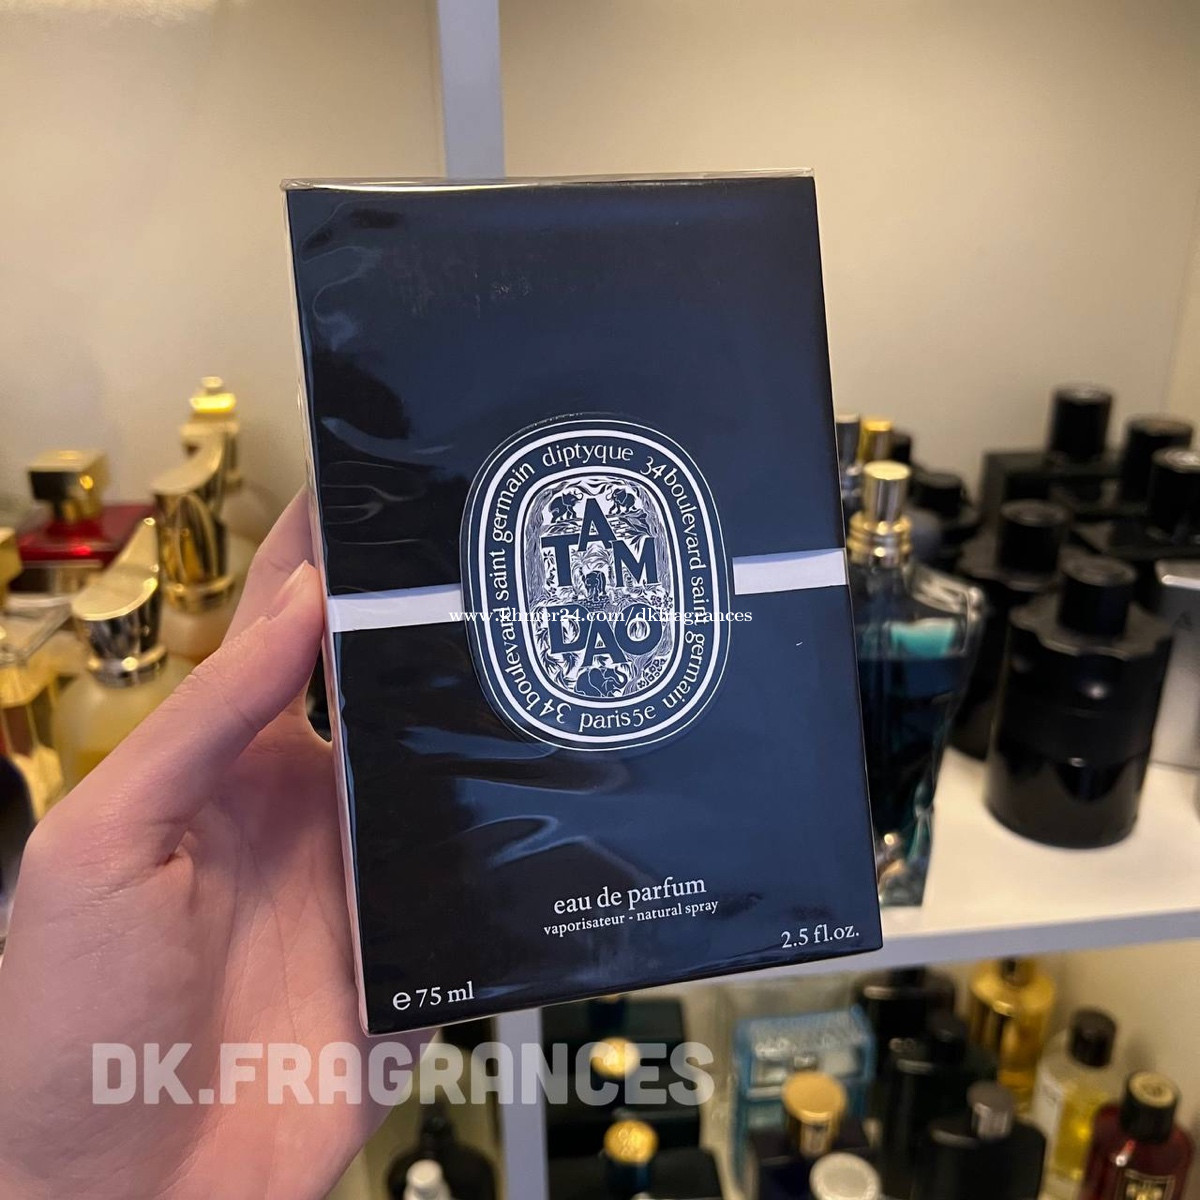 34 boulevard saint germain diptyque 34 boulevard saint germain
TAM
DAO
paris 5e
www.khmer24.com/dkfragrances
eau de parfum
vaporisateur - natural spray
2.5 fl.oz.
e 75 ml
DK.FRAGRANCES